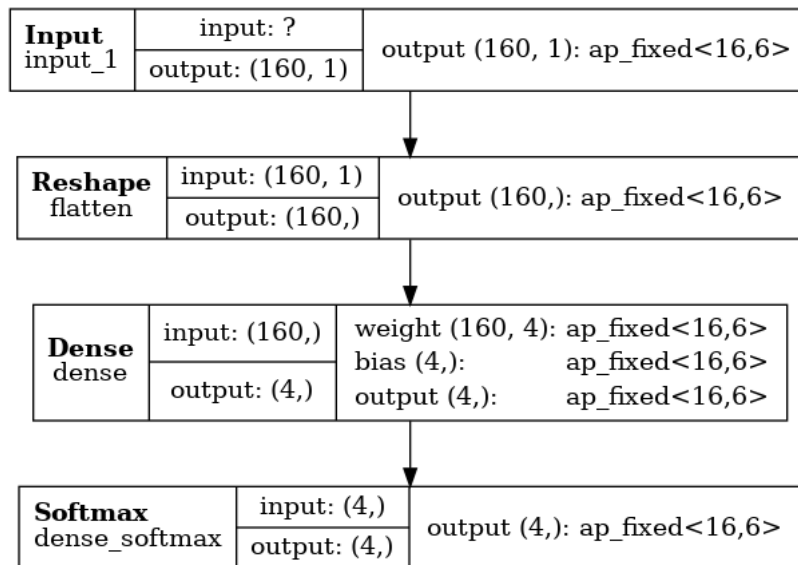 Input
input_1
input: ?
output: (160, 1)
output (160, 1): ap_fixed<16,6>
Reshape
flatten
input: (160, 1)
output: (160,)
output (160,): ap_fixed<16,6>
Dense
dense
input: (160,)
output: (4,)
weight (160, 4): ap_fixed<16,6>
bias (4,): ap_fixed<16,6>
output (4,): ap_fixed<16,6>
Softmax
dense_softmax
input: (4,)
output: (4,)
output (4,): ap_fixed<16,6>